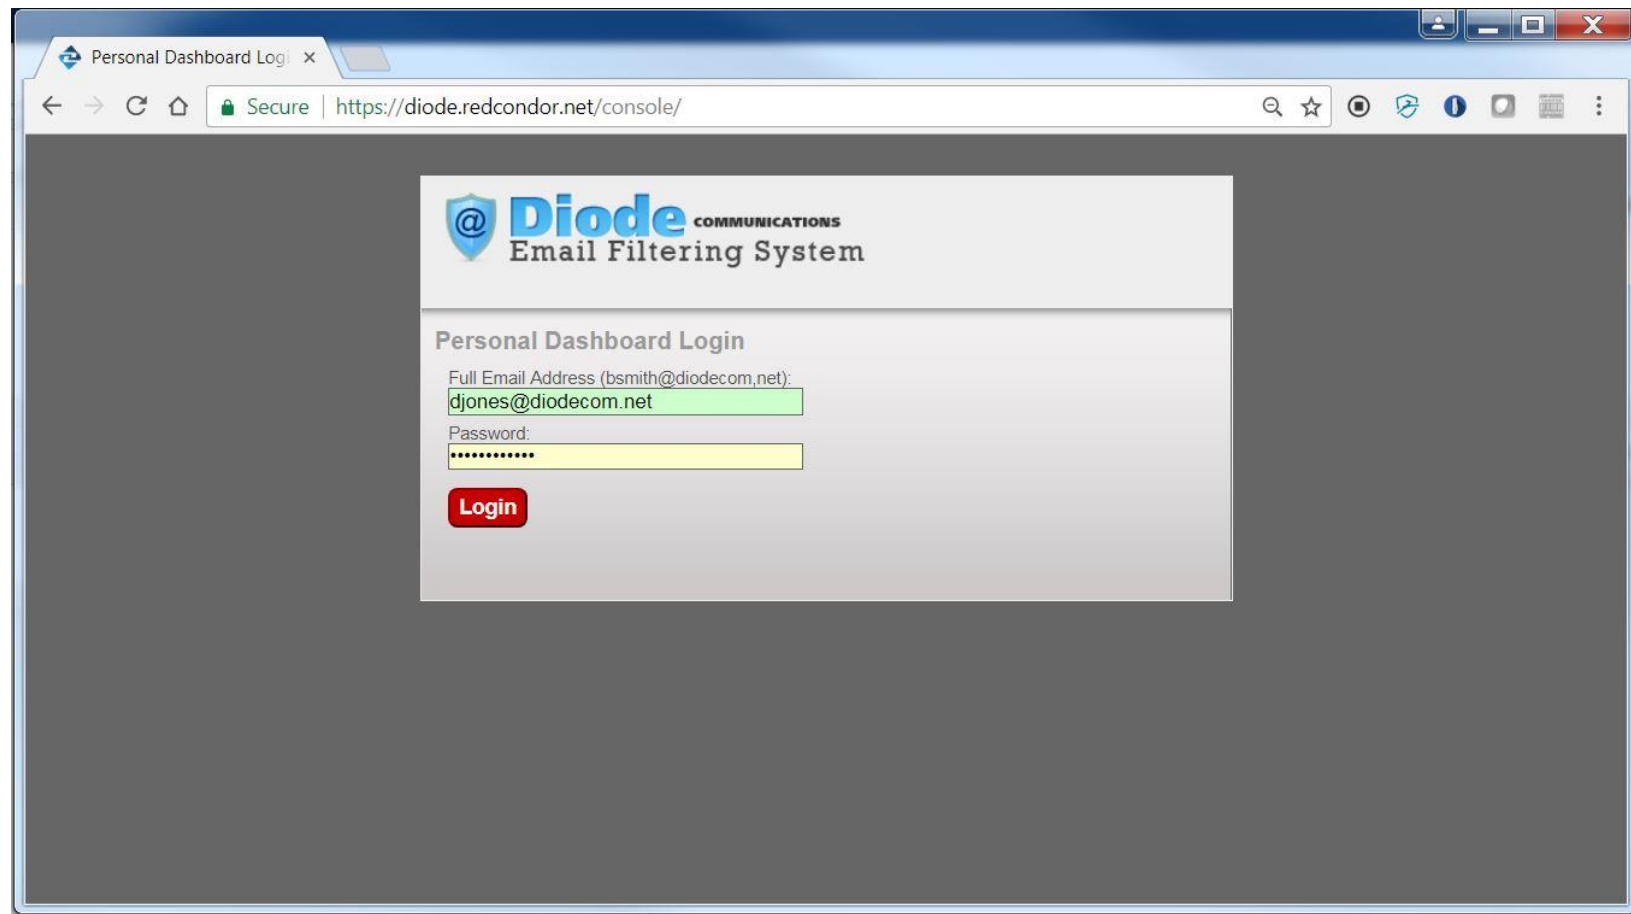 Personal Dashboard Logi
Secure | https://diode.redcondor.net/console/
@ Diode COMMUNICATIONS
Email Filtering System
Personal Dashboard Login
Full Email Address (bsmith@diodecom,net):
djones@diodecom.net
Password:
••••••••••••
Login